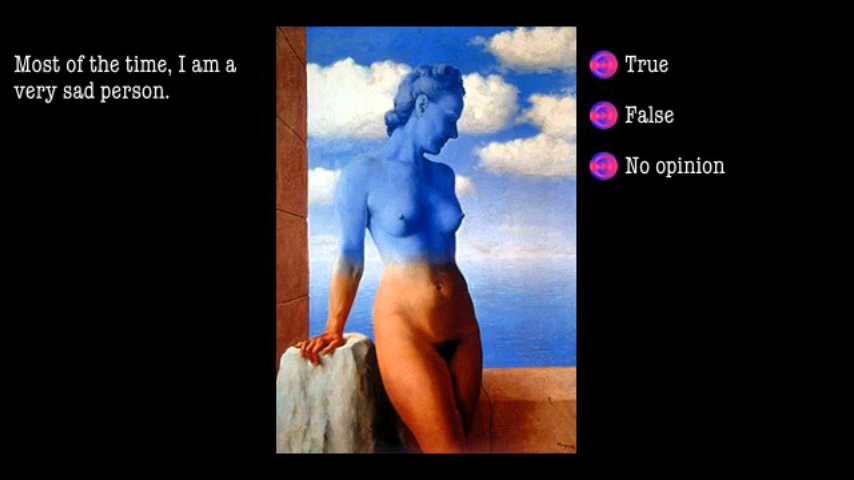 Most of the time, I am a
very sad person.
True
False
No opinion